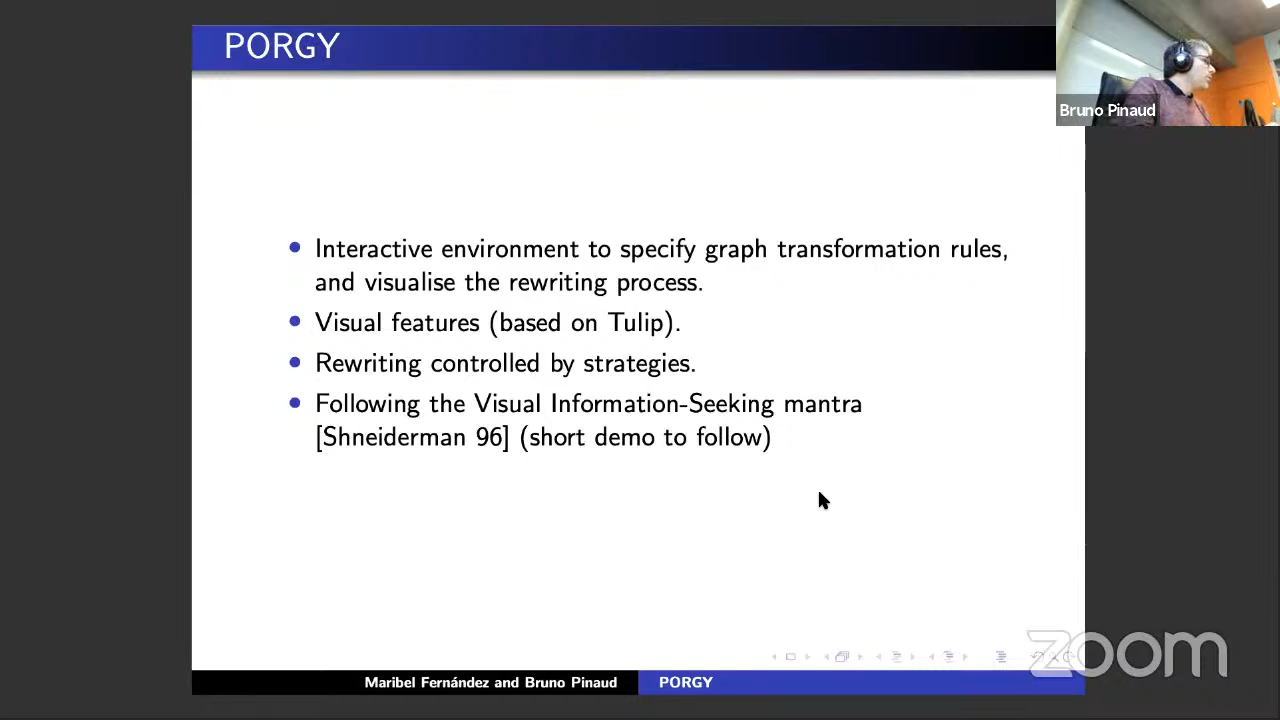 PORGY
Bruno Pinaud
Interactive environment to specify graph transformation rules,
and visualise the rewriting process.
Visual features (based on Tulip).
Rewriting controlled by strategies.
Following the Visual Information-Seeking mantra
[Shneiderman 96] (short demo to follow)
zoom
Maribel Fernández and Bruno Pinaud
PORGY